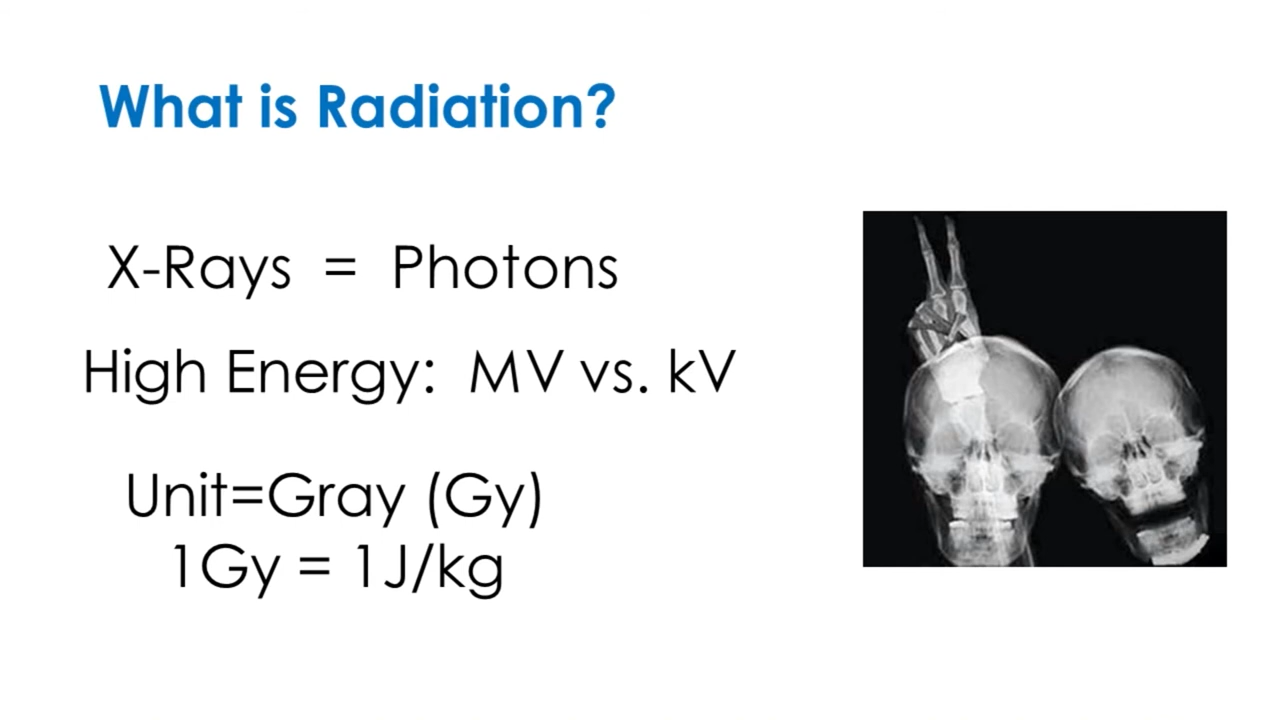 What is Radiation?
X-Rays = Photons
High Energy: MV vs. kV
Unit=Gray (Gy)
1Gy = 1J/kg